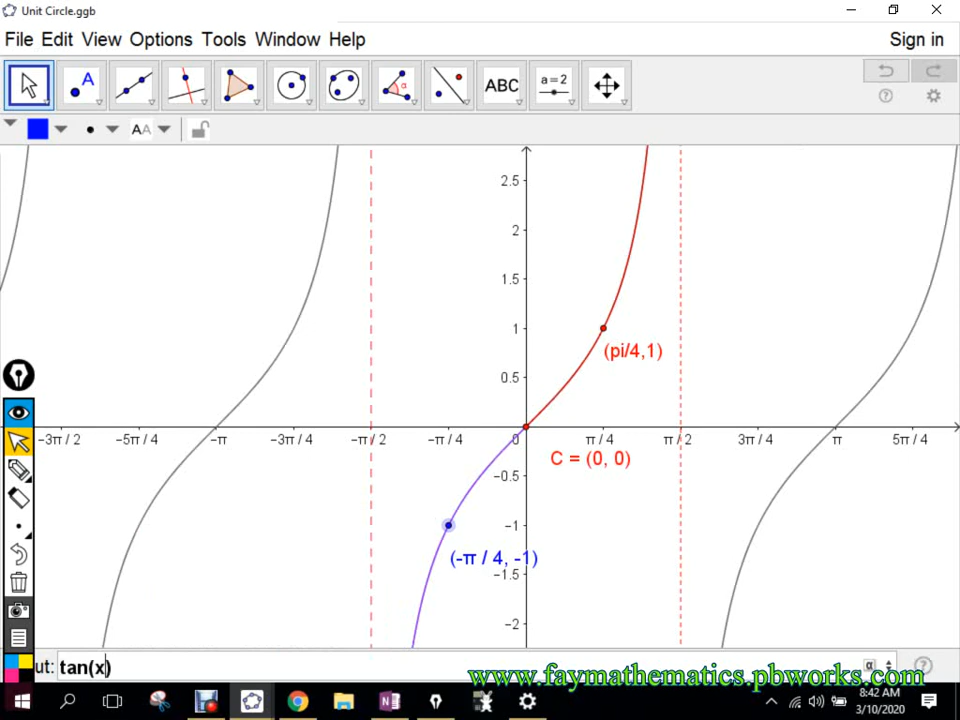 Unit Circle.ggb
File Edit View Options Tools Window Help Sign in
A α ABC a=2
AA
2.5
2
1.5
1
(pi/4,1)
0.5
−3π / 2 −5π / 4 −π −3π / 4 −π / 2 −π / 4 0 π / 4 π / 2 3π / 4 π 5π / 4
C = (0, 0)
−0.5
−1
(-π / 4, -1)
−1.5
−2
ut: tan(x) α
www.faymathematics.pbworks.com
8:42 AM
3/10/2020